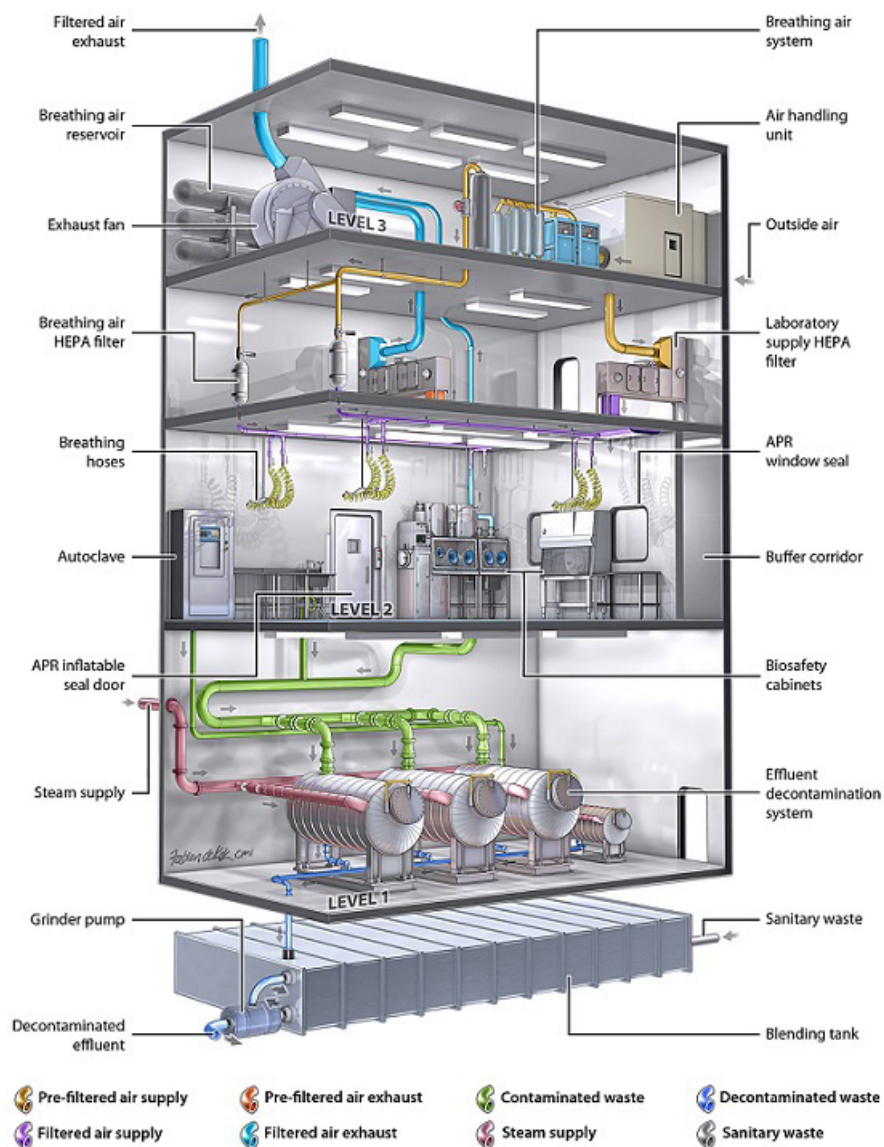 Filtered air
exhaust
Breathing air
system
Breathing air
reservoir
Air handling
unit
Exhaust fan
LEVEL 3
Outside air
Breathing air
HEPA filter
Laboratory
supply HEPA
filter
Breathing
hoses
APR
window seal
Autoclave
Buffer corridor
LEVEL 2
APR inflatable
seal door
Biosafety
cabinets
Steam supply
Effluent
decontamination
system
LEVEL 1
Grinder pump
Sanitary waste
Decontaminated
effluent
Blending tank
Pre-filtered air supply
Pre-filtered air exhaust
Contaminated waste
Decontaminated waste
Filtered air supply
Filtered air exhaust
Steam supply
Sanitary waste